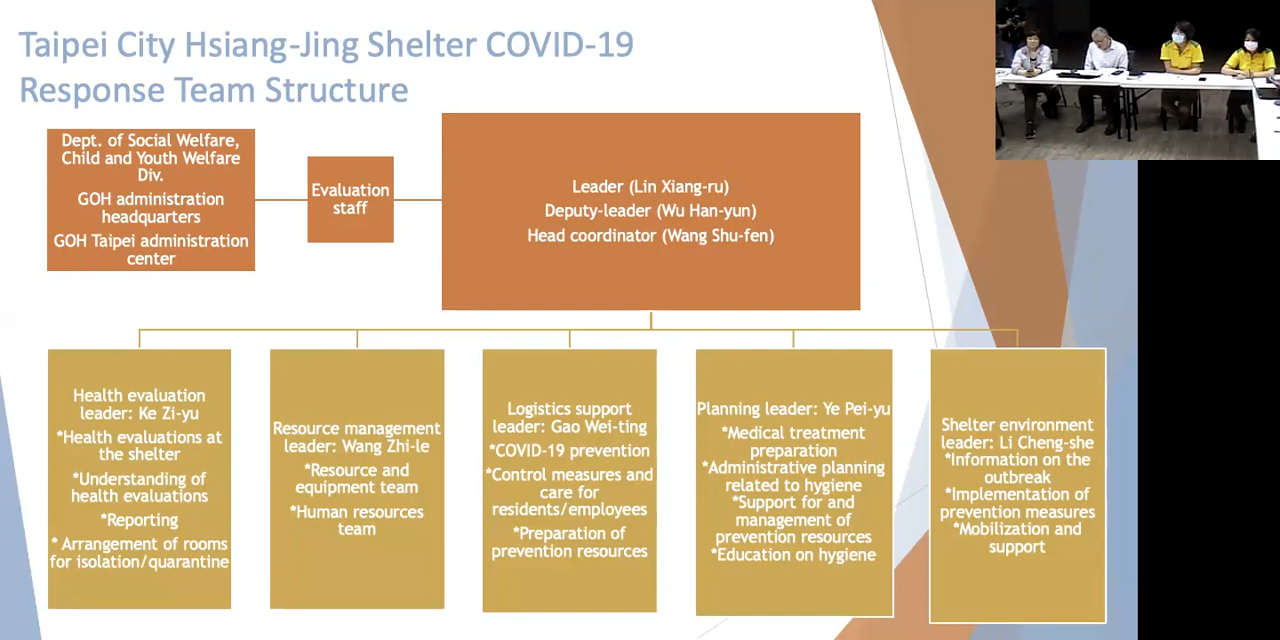 Taipei City Hsiang-Jing Shelter COVID-19
Response Team Structure
Dept. of Social Welfare,
Child and Youth Welfare
Div.
GOH administration
headquarters
GOH Taipei administration
center
Evaluation
staff
Leader (Lin Xiang-ru)
Deputy-leader (Wu Han-yun)
Head coordinator (Wang Shu-fen)
Health evaluation
leader: Ke Zi-yu
*Health evaluations at
the shelter
*Understanding of
health evaluations
*Reporting
* Arrangement of rooms
for isolation/quarantine
Resource management
leader: Wang Zhi-le
*Resource and
equipment team
*Human resources
team
Logistics support
leader: Gao Wei-ting
*COVID-19 prevention
*Control measures and
care for
residents/employees
*Preparation of
prevention resources
Planning leader: Ye Pei-yu
*Medical treatment
preparation
*Administrative planning
related to hygiene
*Support for and
management of
prevention resources
*Education on hygiene
Shelter environment
leader: Li Cheng-she
*Information on the
outbreak
*Implementation of
prevention measures
*Mobilization and
support